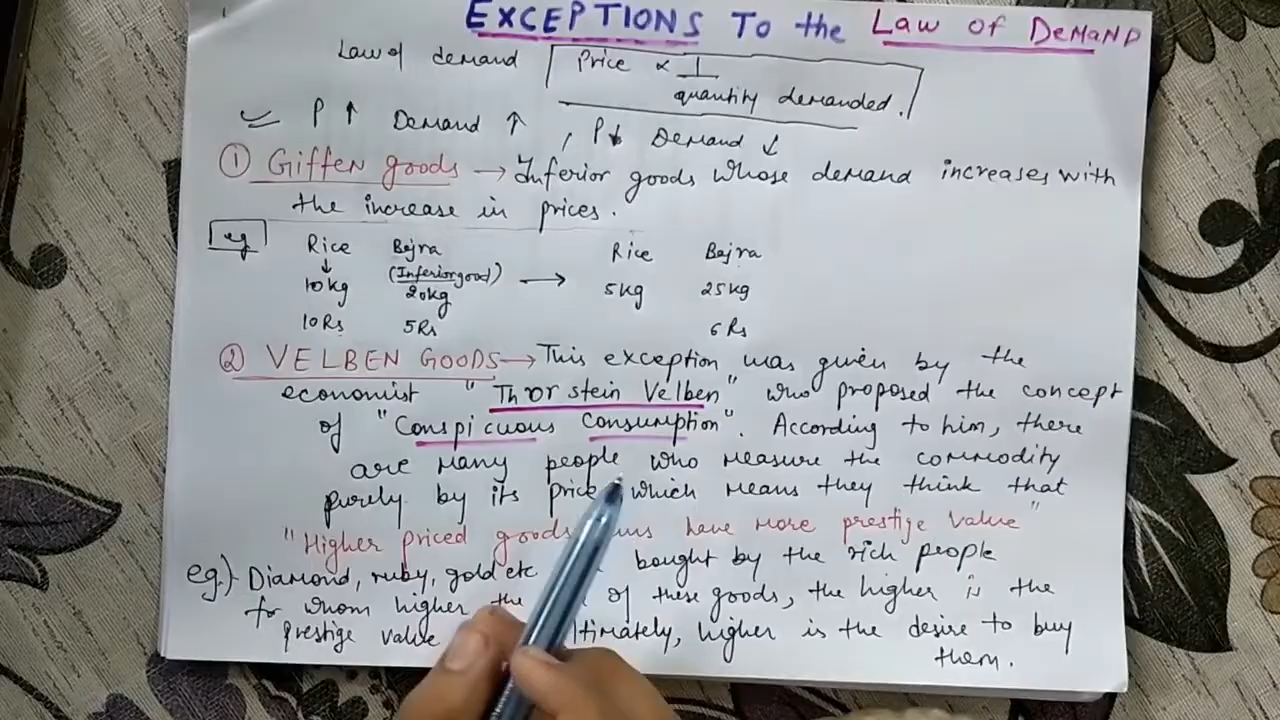 EXCEPTIONS To the Law of DEMAND
Law of demand Price ∝ 1
quantity demanded.
P ↑ Demand ↑ , P↓ Demand ↓
① Giffen goods → Inferior goods whose demand increases with
the increase in prices.
eg Rice Bajra Rice Bajra
↓ (Inferior good) →
10kg 20kg 5kg 25kg
10Rs 5Rs 6Rs
② VELBEN GOODS → This exception was given by the
economist "Thorstein Velben" who proposed the concept
of "Conspicuous Consumption". According to him, there
are many people who measure the commodity
purely by its price which means they think that
"Higher priced goods have more prestige value"
eg.) Diamond, ruby, gold etc bought by the rich people
for whom higher the of these goods, the higher is the
prestige value higher is the desire to buy
them.